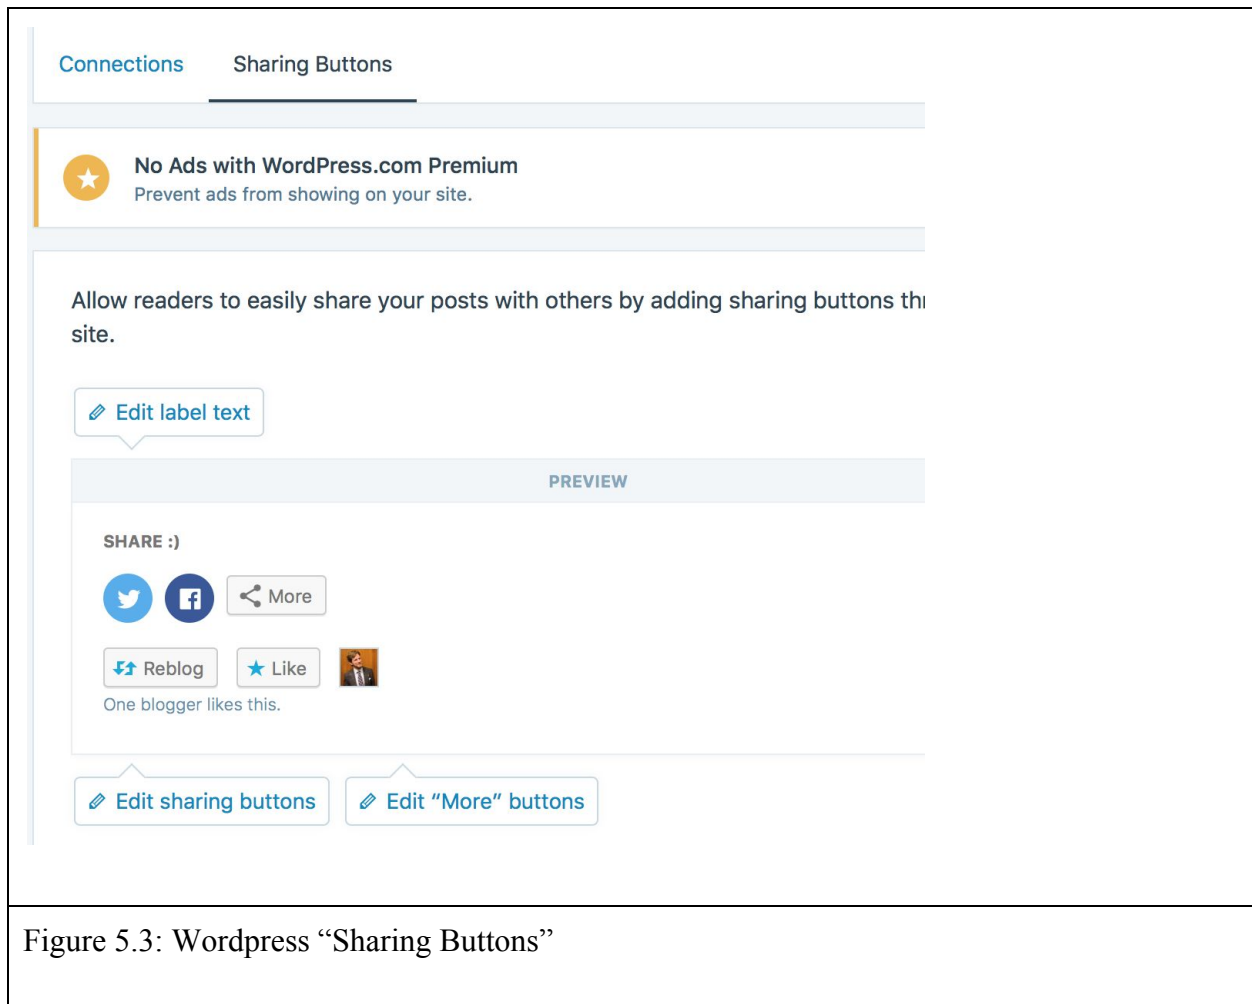 Connections Sharing Buttons
No Ads with WordPress.com Premium
Prevent ads from showing on your site.
Allow readers to easily share your posts with others by adding sharing buttons
site.
Edit label text
PREVIEW
SHARE :)
More
Reblog Like
One blogger likes this.
Edit sharing buttons Edit “More” buttons
Figure 5.3: Wordpress “Sharing Buttons”